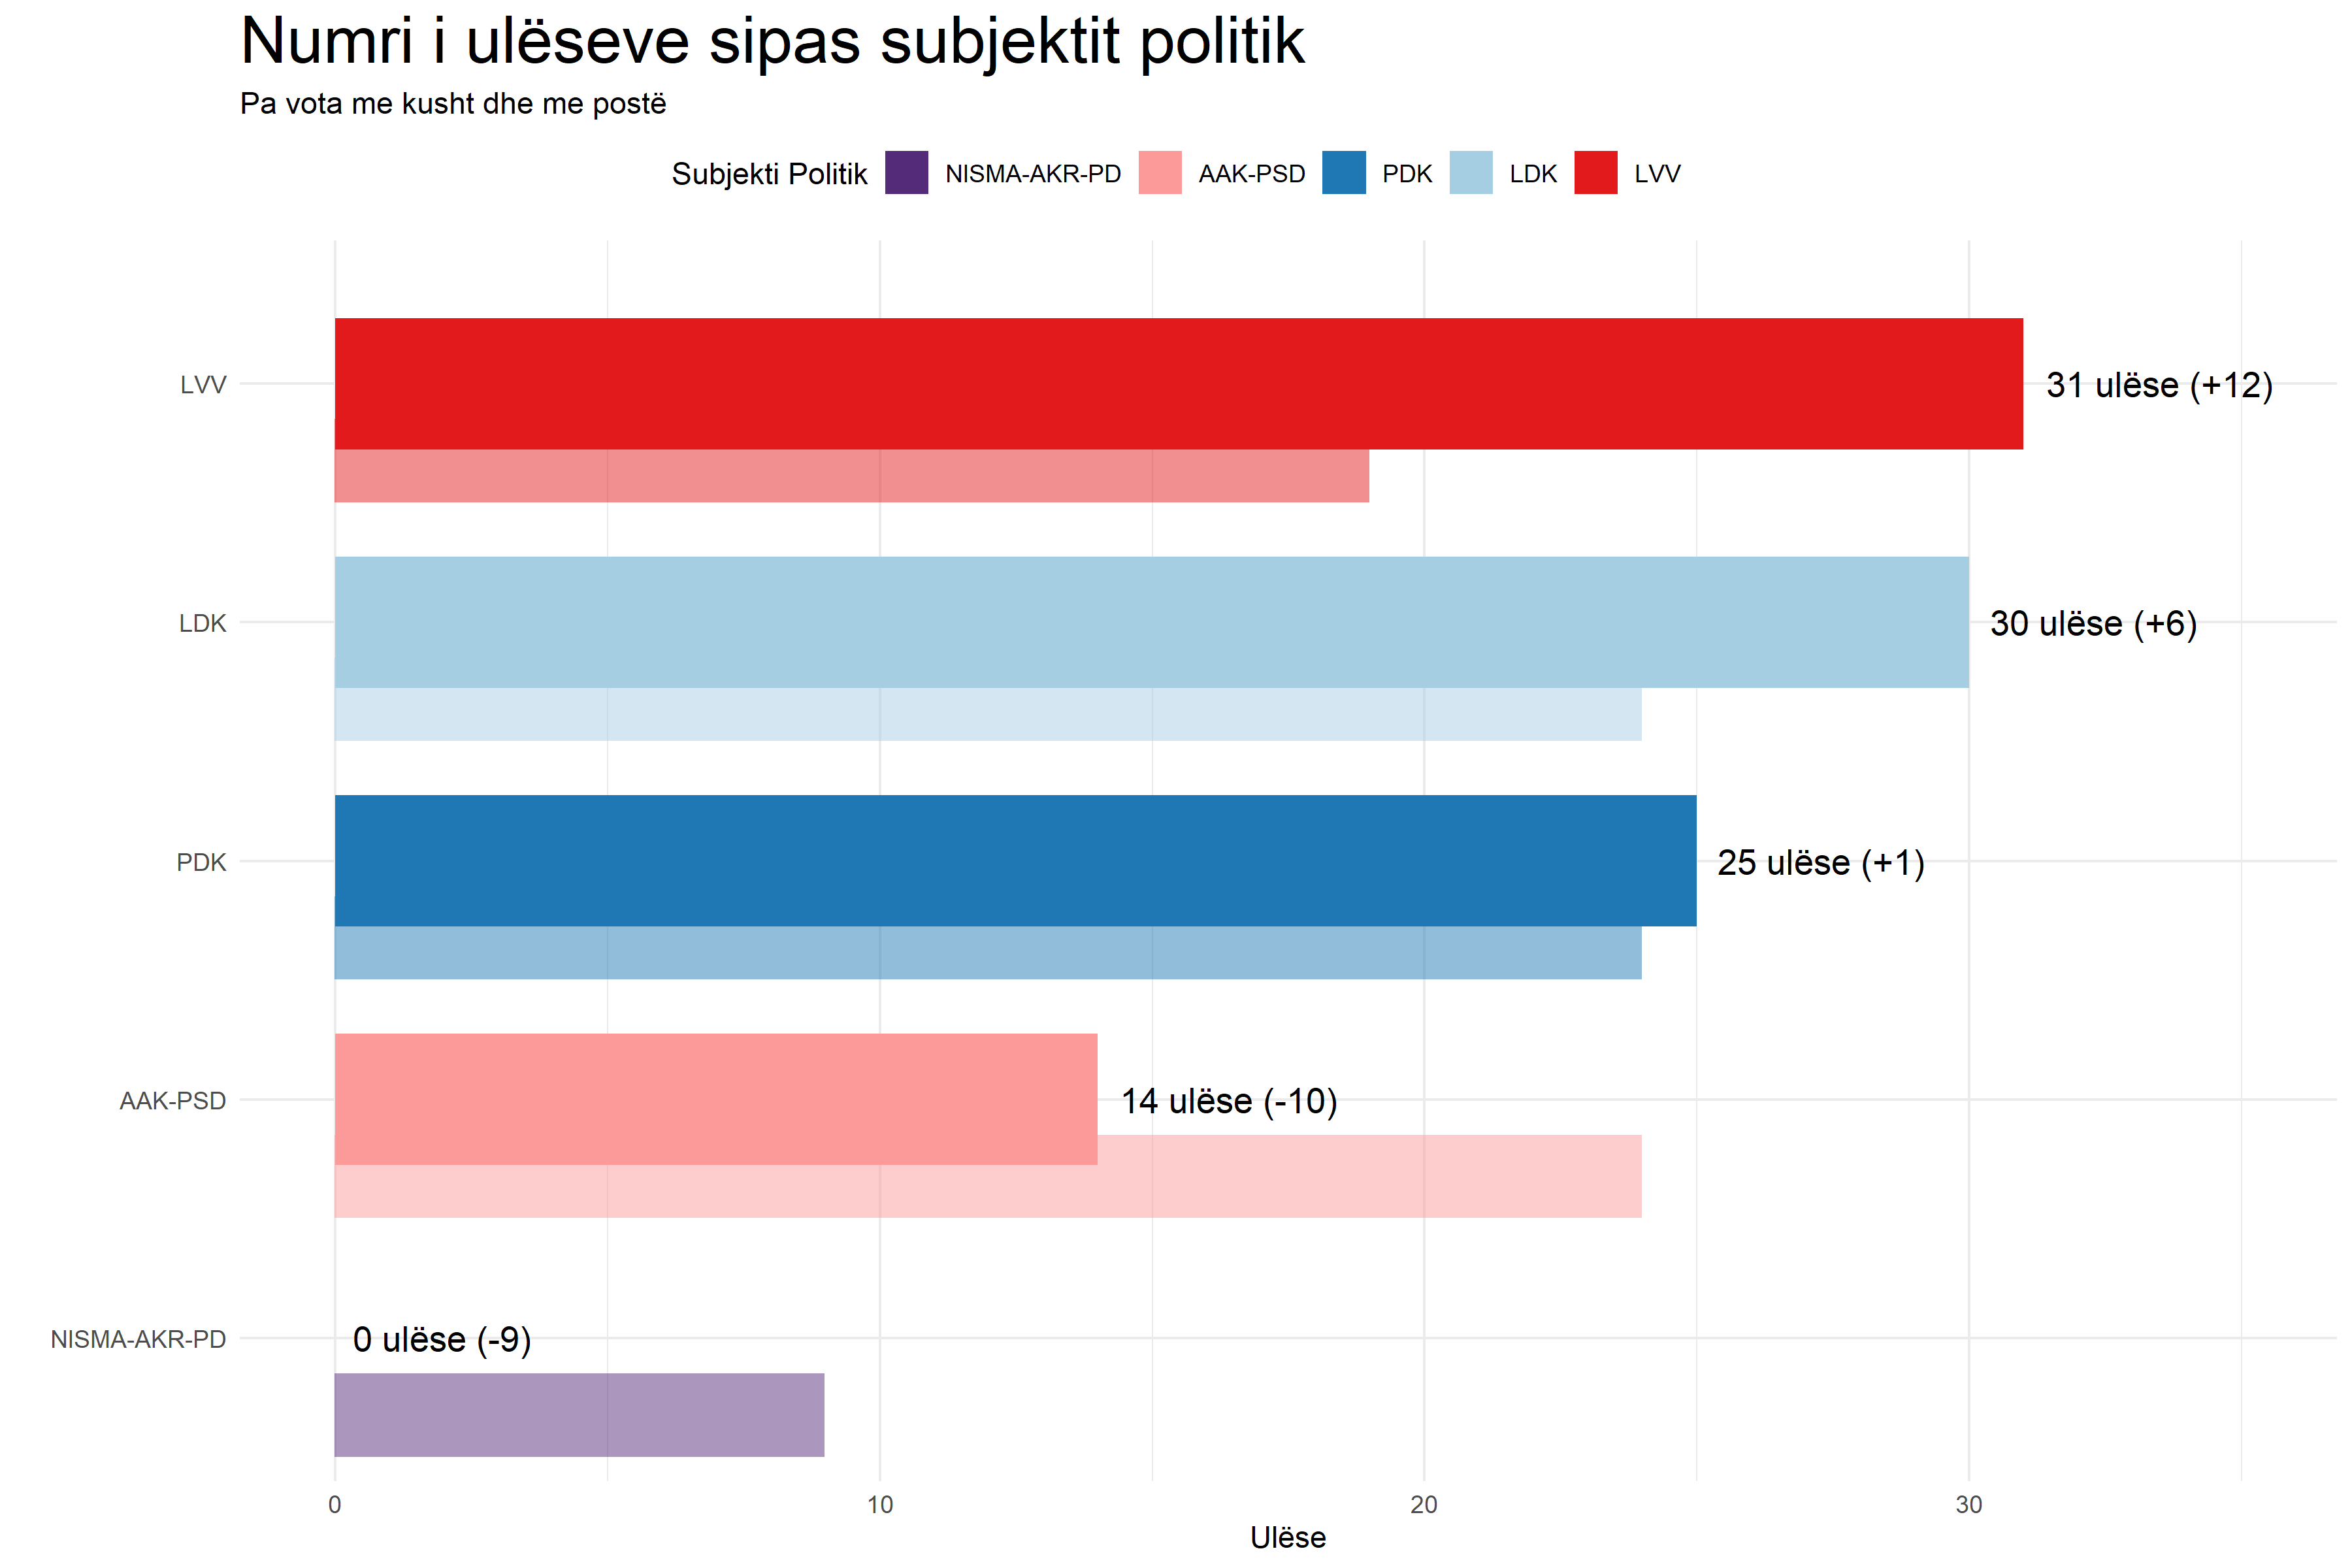 Numri i ulëseve sipas subjektit politik
Pa vota me kusht dhe me postë
Subjekti Politik NISMA-AKR-PD AAK-PSD PDK LDK LVV
LVV 31 ulëse (+12)
LDK 30 ulëse (+6)
PDK 25 ulëse (+1)
AAK-PSD 14 ulëse (-10)
NISMA-AKR-PD 0 ulëse (-9)
0 10 20 30
Ulëse